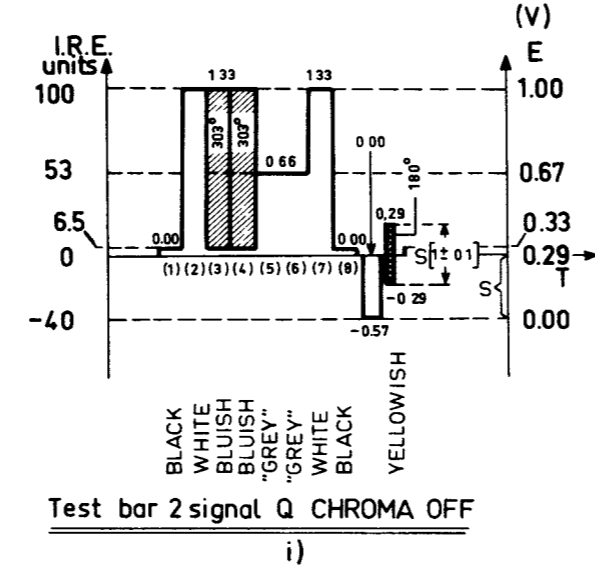 (V)
I.R.E.
units
E
1 33
1 33
100
1.00
303°
303°
0 00
180°
53
0 66
0.67
6.5
0.00
0 00
0,29
0.33
0
(1) (2) (3) (4) (5) (6) (7) (8)
S[1 ± 0 1]
0.29
T
S
-0 29
-40
-0.57
0.00
BLACK
WHITE
BLUISH
BLUISH
"GREY"
"GREY"
WHITE
BLACK
YELLOWISH
Test bar 2 signal Q CHROMA OFF
i)